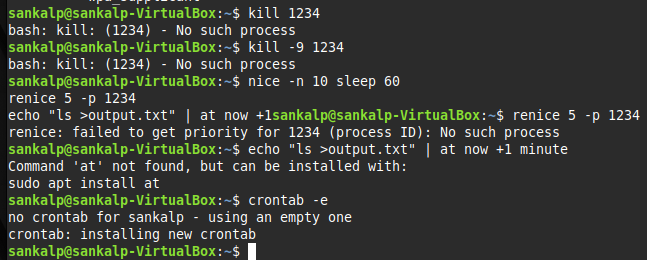 sankalp@sankalp-VirtualBox:~$ kill 1234
bash: kill: (1234) - No such process
sankalp@sankalp-VirtualBox:~$ kill -9 1234
bash: kill: (1234) - No such process
sankalp@sankalp-VirtualBox:~$ nice -n 10 sleep 60
renice 5 -p 1234
echo "ls >output.txt" | at now +1sankalp@sankalp-VirtualBox:~$ renice 5 -p 1234
renice: failed to get priority for 1234 (process ID): No such process
sankalp@sankalp-VirtualBox:~$ echo "ls >output.txt" | at now +1 minute
Command 'at' not found, but can be installed with:
sudo apt install at
sankalp@sankalp-VirtualBox:~$ crontab -e
no crontab for sankalp - using an empty one
crontab: installing new crontab
sankalp@sankalp-VirtualBox:~$